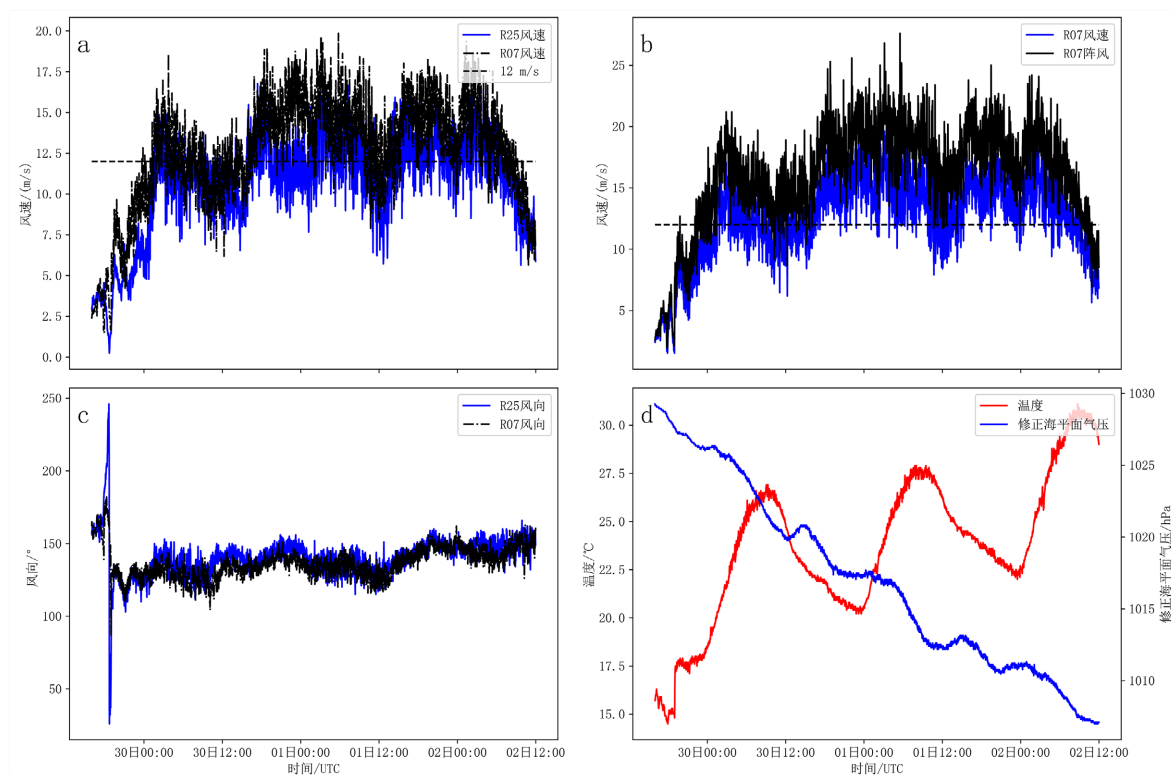 a
R25风速
R07风速
12 m/s
20.0
17.5
15.0
12.5
10.0
7.5
5.0
2.5
0.0
风速/(m/s)
b
R07风速
R07阵风
25
20
15
10
5
风速/(m/s)
c
R25风向
R07风向
250
200
150
100
50
风向/°
30日00:00
30日12:00
01日00:00
01日12:00
02日00:00
02日12:00
时间/UTC
d
温度
修正海平面气压
30.0
27.5
25.0
22.5
20.0
17.5
15.0
温度/℃
1030
1025
1020
1015
1010
修正海平面气压/hPa
30日00:00
30日12:00
01日00:00
01日12:00
02日00:00
02日12:00
时间/UTC